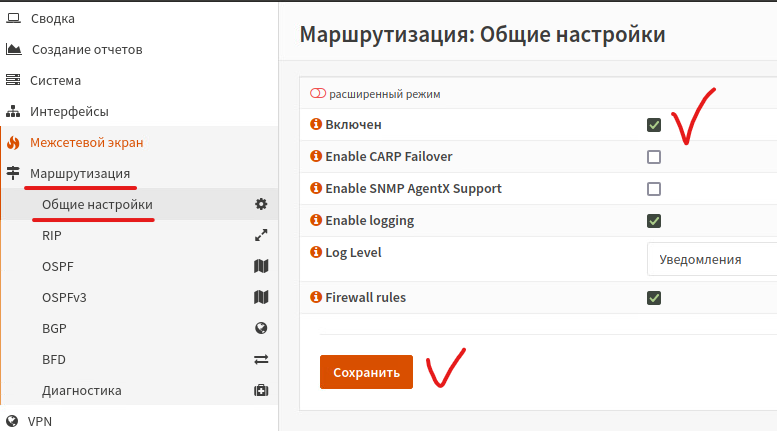 Сводка
Создание отчетов
Система
Интерфейсы
Межсетевой экран
Маршрутизация
Общие настройки
RIP
OSPF
OSPFv3
BGP
BFD
Диагностика
VPN
Маршрутизация: Общие настройки
расширенный режим
Включен
Enable CARP Failover
Enable SNMP AgentX Support
Enable logging
Log Level
Уведомления
Firewall rules
Сохранить